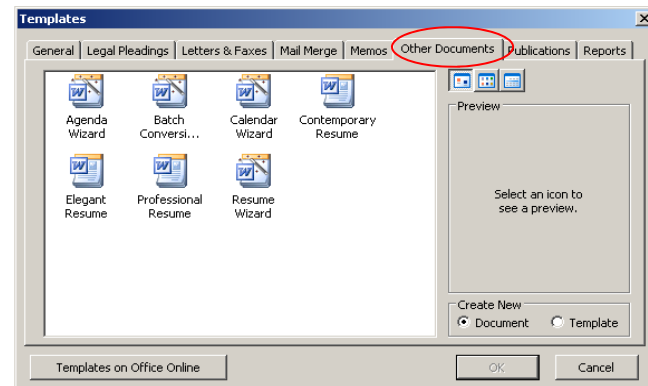 Templates
General Legal Pleadings Letters & Faxes Mail Merge Memos Other Documents Publications Reports
Agenda Wizard
Batch Conversi...
Calendar Wizard
Contemporary Resume
Elegant Resume
Professional Resume
Resume Wizard
Preview
Select an icon to
see a preview.
Create New
Document Template
Templates on Office Online
OK Cancel